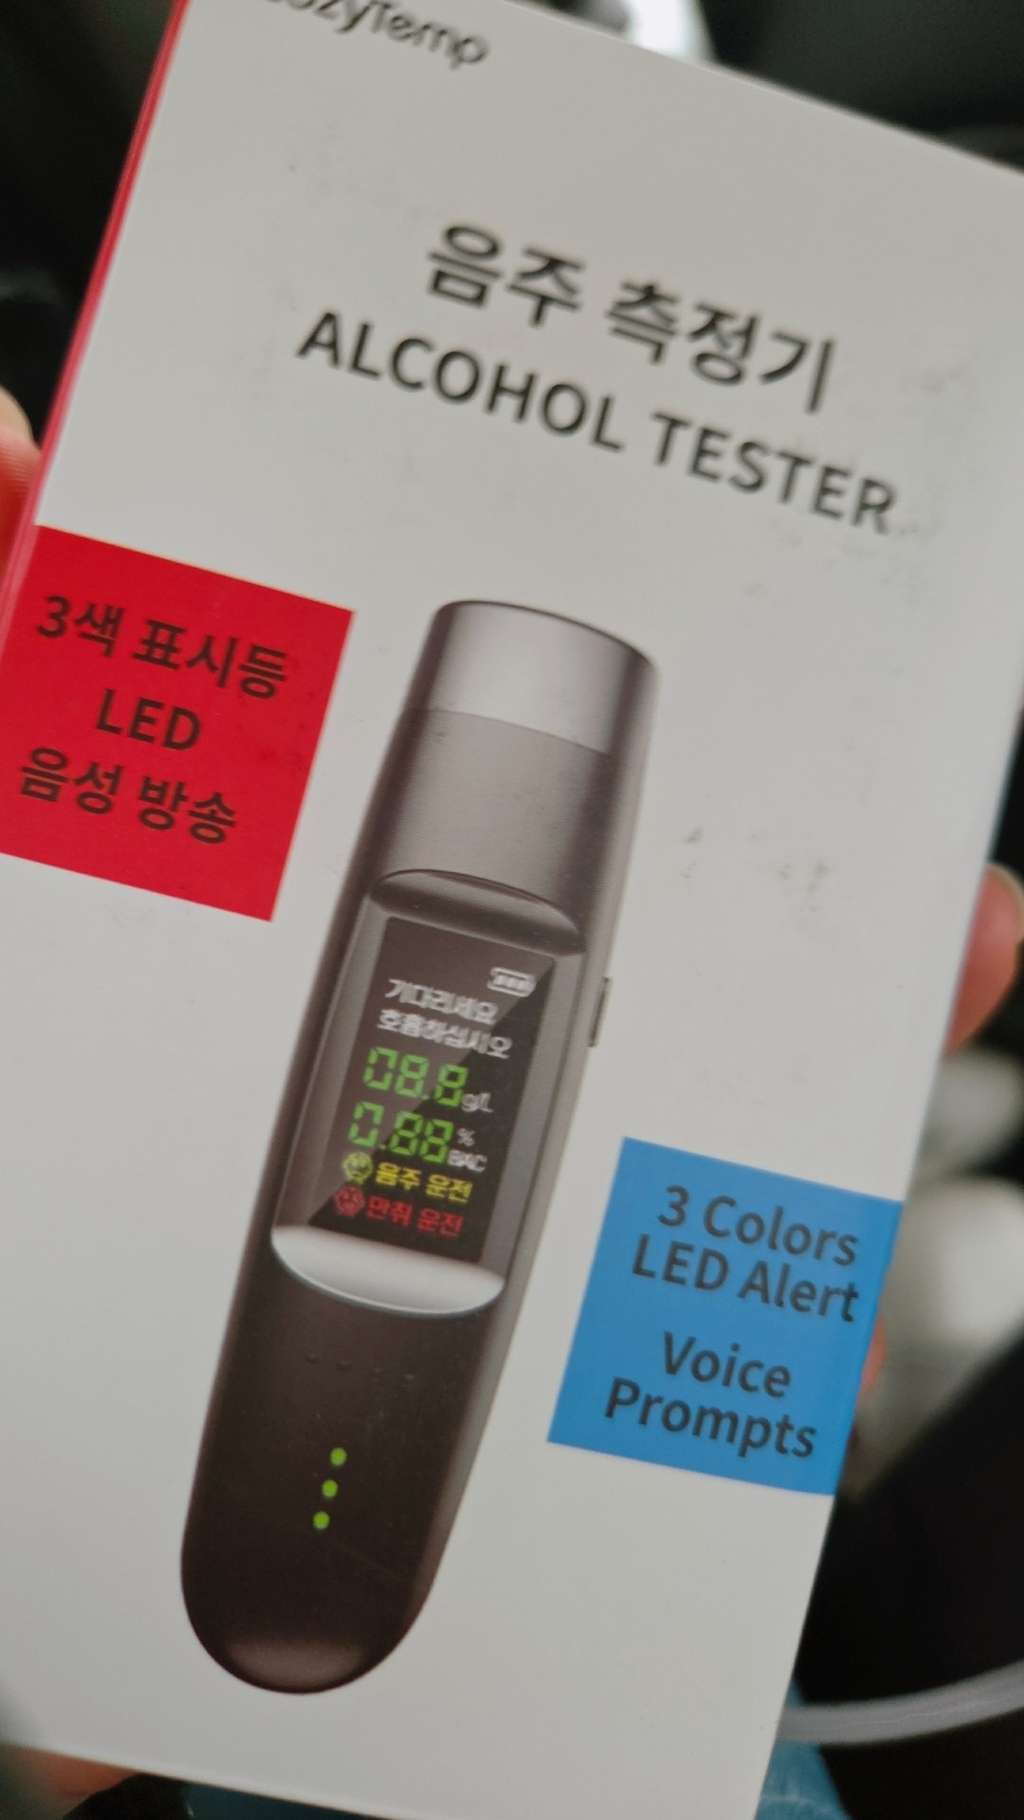 음주 측정기
ALCOHOL TESTER
3색 표시등
LED
음성 방송
기다리세요
호흡하십시오
08.8g/L
0.88%
BAC
음주 운전
만취 운전
3 Colors
LED Alert
Voice
Prompts